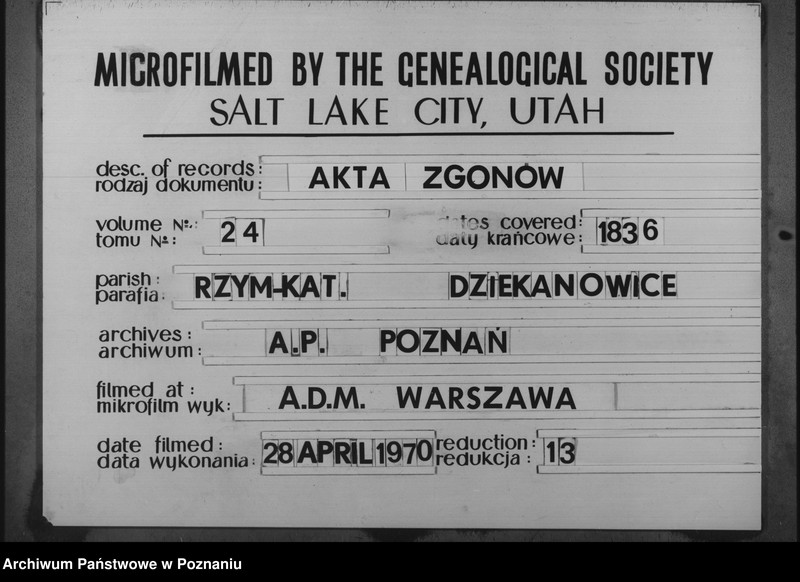 MICROFILMED BY THE GENEALOGICAL SOCIETY
SALT LAKE CITY, UTAH
desc. of records: AKTA ZGONÓW
rodzaj dokumentu:
volume Nº.: 24 dates covered: 1836
tomu Nº: daty krańcowe:
parish: RZYM-KAT. DZIEKANOWICE
parafia:
archives: A.P. POZNAŃ
archiwum:
filmed at: A.D.M. WARSZAWA
mikrofilm wyk:
date filmed: 28 APRIL 1970 reduction: 13
data wykonania: redukcja:
Archiwum Państwowe w Poznaniu